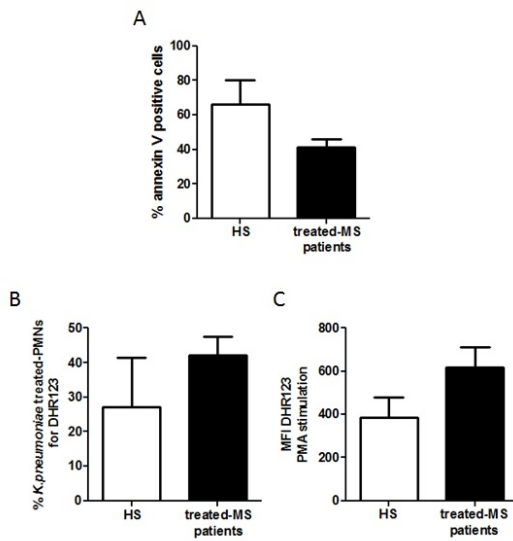 A
% annexin V positive cells
100
80
60
40
20
0
HS
treated-MS
patients
B
% K.pneumoniae treated-PMNs
for DHR123
50
40
30
20
10
0
HS
treated-MS
patients
C
MFI DHR123
PMA stimulation
800
600
400
200
0
HS
treated-MS
patients